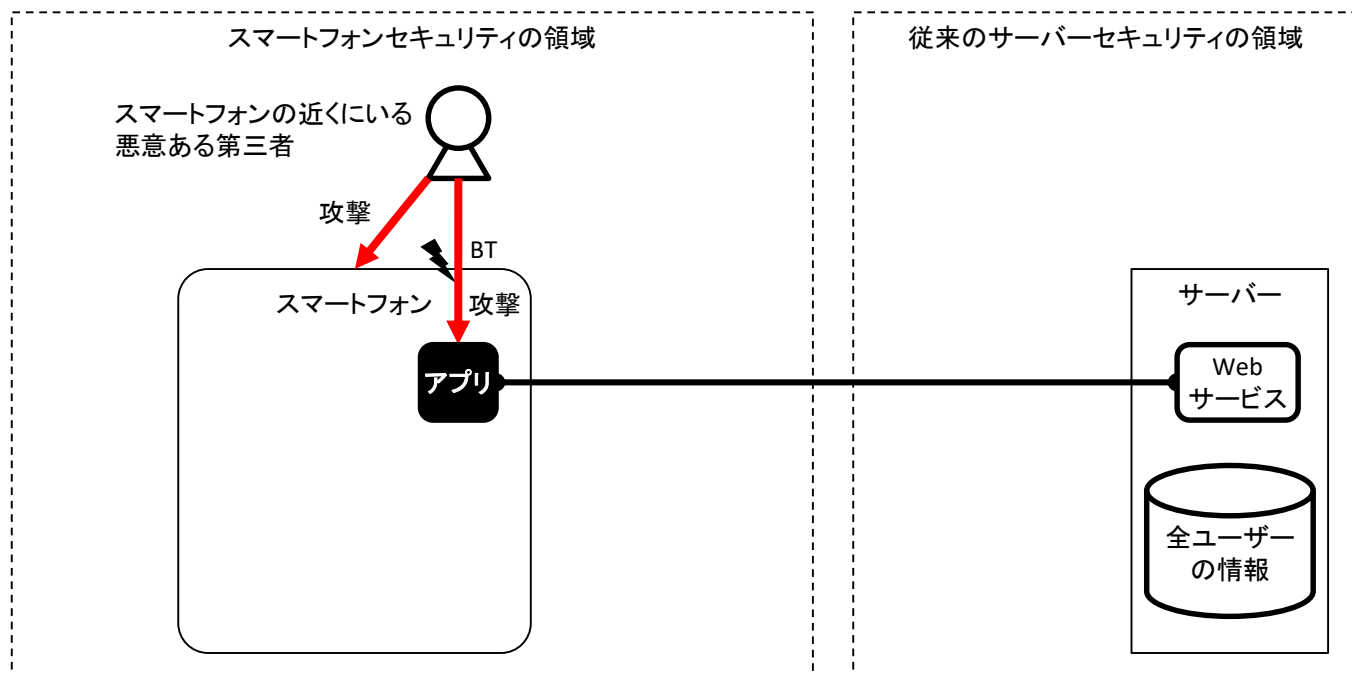 スマートフォンセキュリティの領域
従来のサーバーセキュリティの領域
スマートフォンの近くにいる
悪意ある第三者
攻撃
BT
スマートフォン
攻撃
アプリ
サーバー
Web
サービス
全ユーザー
の情報